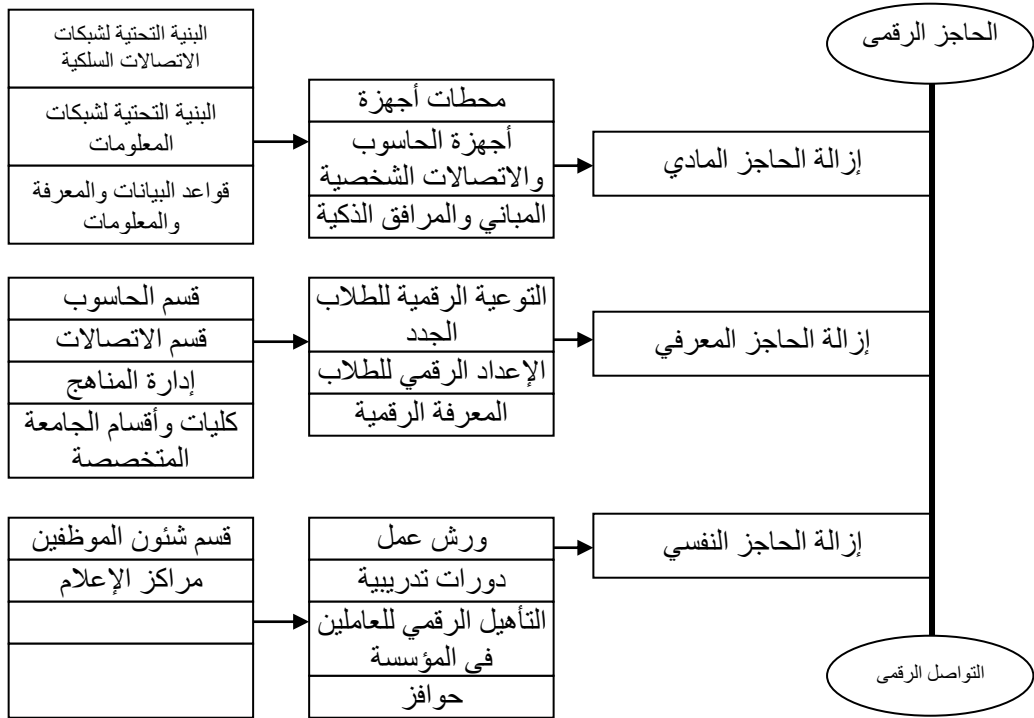 الحاجز الرقمى
البنية التحتية لشبكات
الاتصالات السلكية
البنية التحتية لشبكات
المعلومات
قواعد البيانات والمعرفة
والمعلومات
محطات أجهزة
أجهزة الحاسوب
والاتصالات الشخصية
المباني والمرافق الذكية
إزالة الحاجز المادي
قسم الحاسوب
قسم الاتصالات
إدارة المناهج
كليات وأقسام الجامعة
المتخصصة
التوعية الرقمية للطلاب
الجدد
الإعداد الرقمي للطلاب
المعرفة الرقمية
إزالة الحاجز المعرفي
قسم شئون الموظفين
مراكز الإعلام
ورش عمل
دورات تدريبية
التأهيل الرقمي للعاملين
في المؤسسة
حوافز
إزالة الحاجز النفسي
التواصل الرقمى